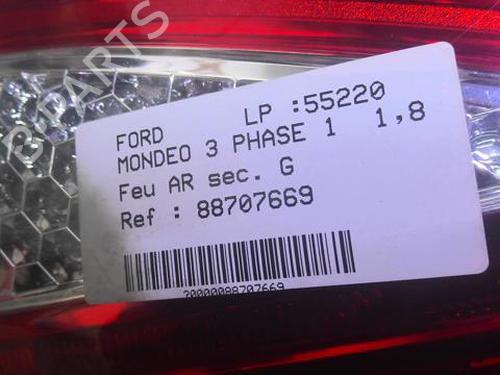 B-PARTS
FORD LP :55220
MONDEO 3 PHASE 1 1,8
Feu AR sec. G
Ref : 88707669
20000088707669